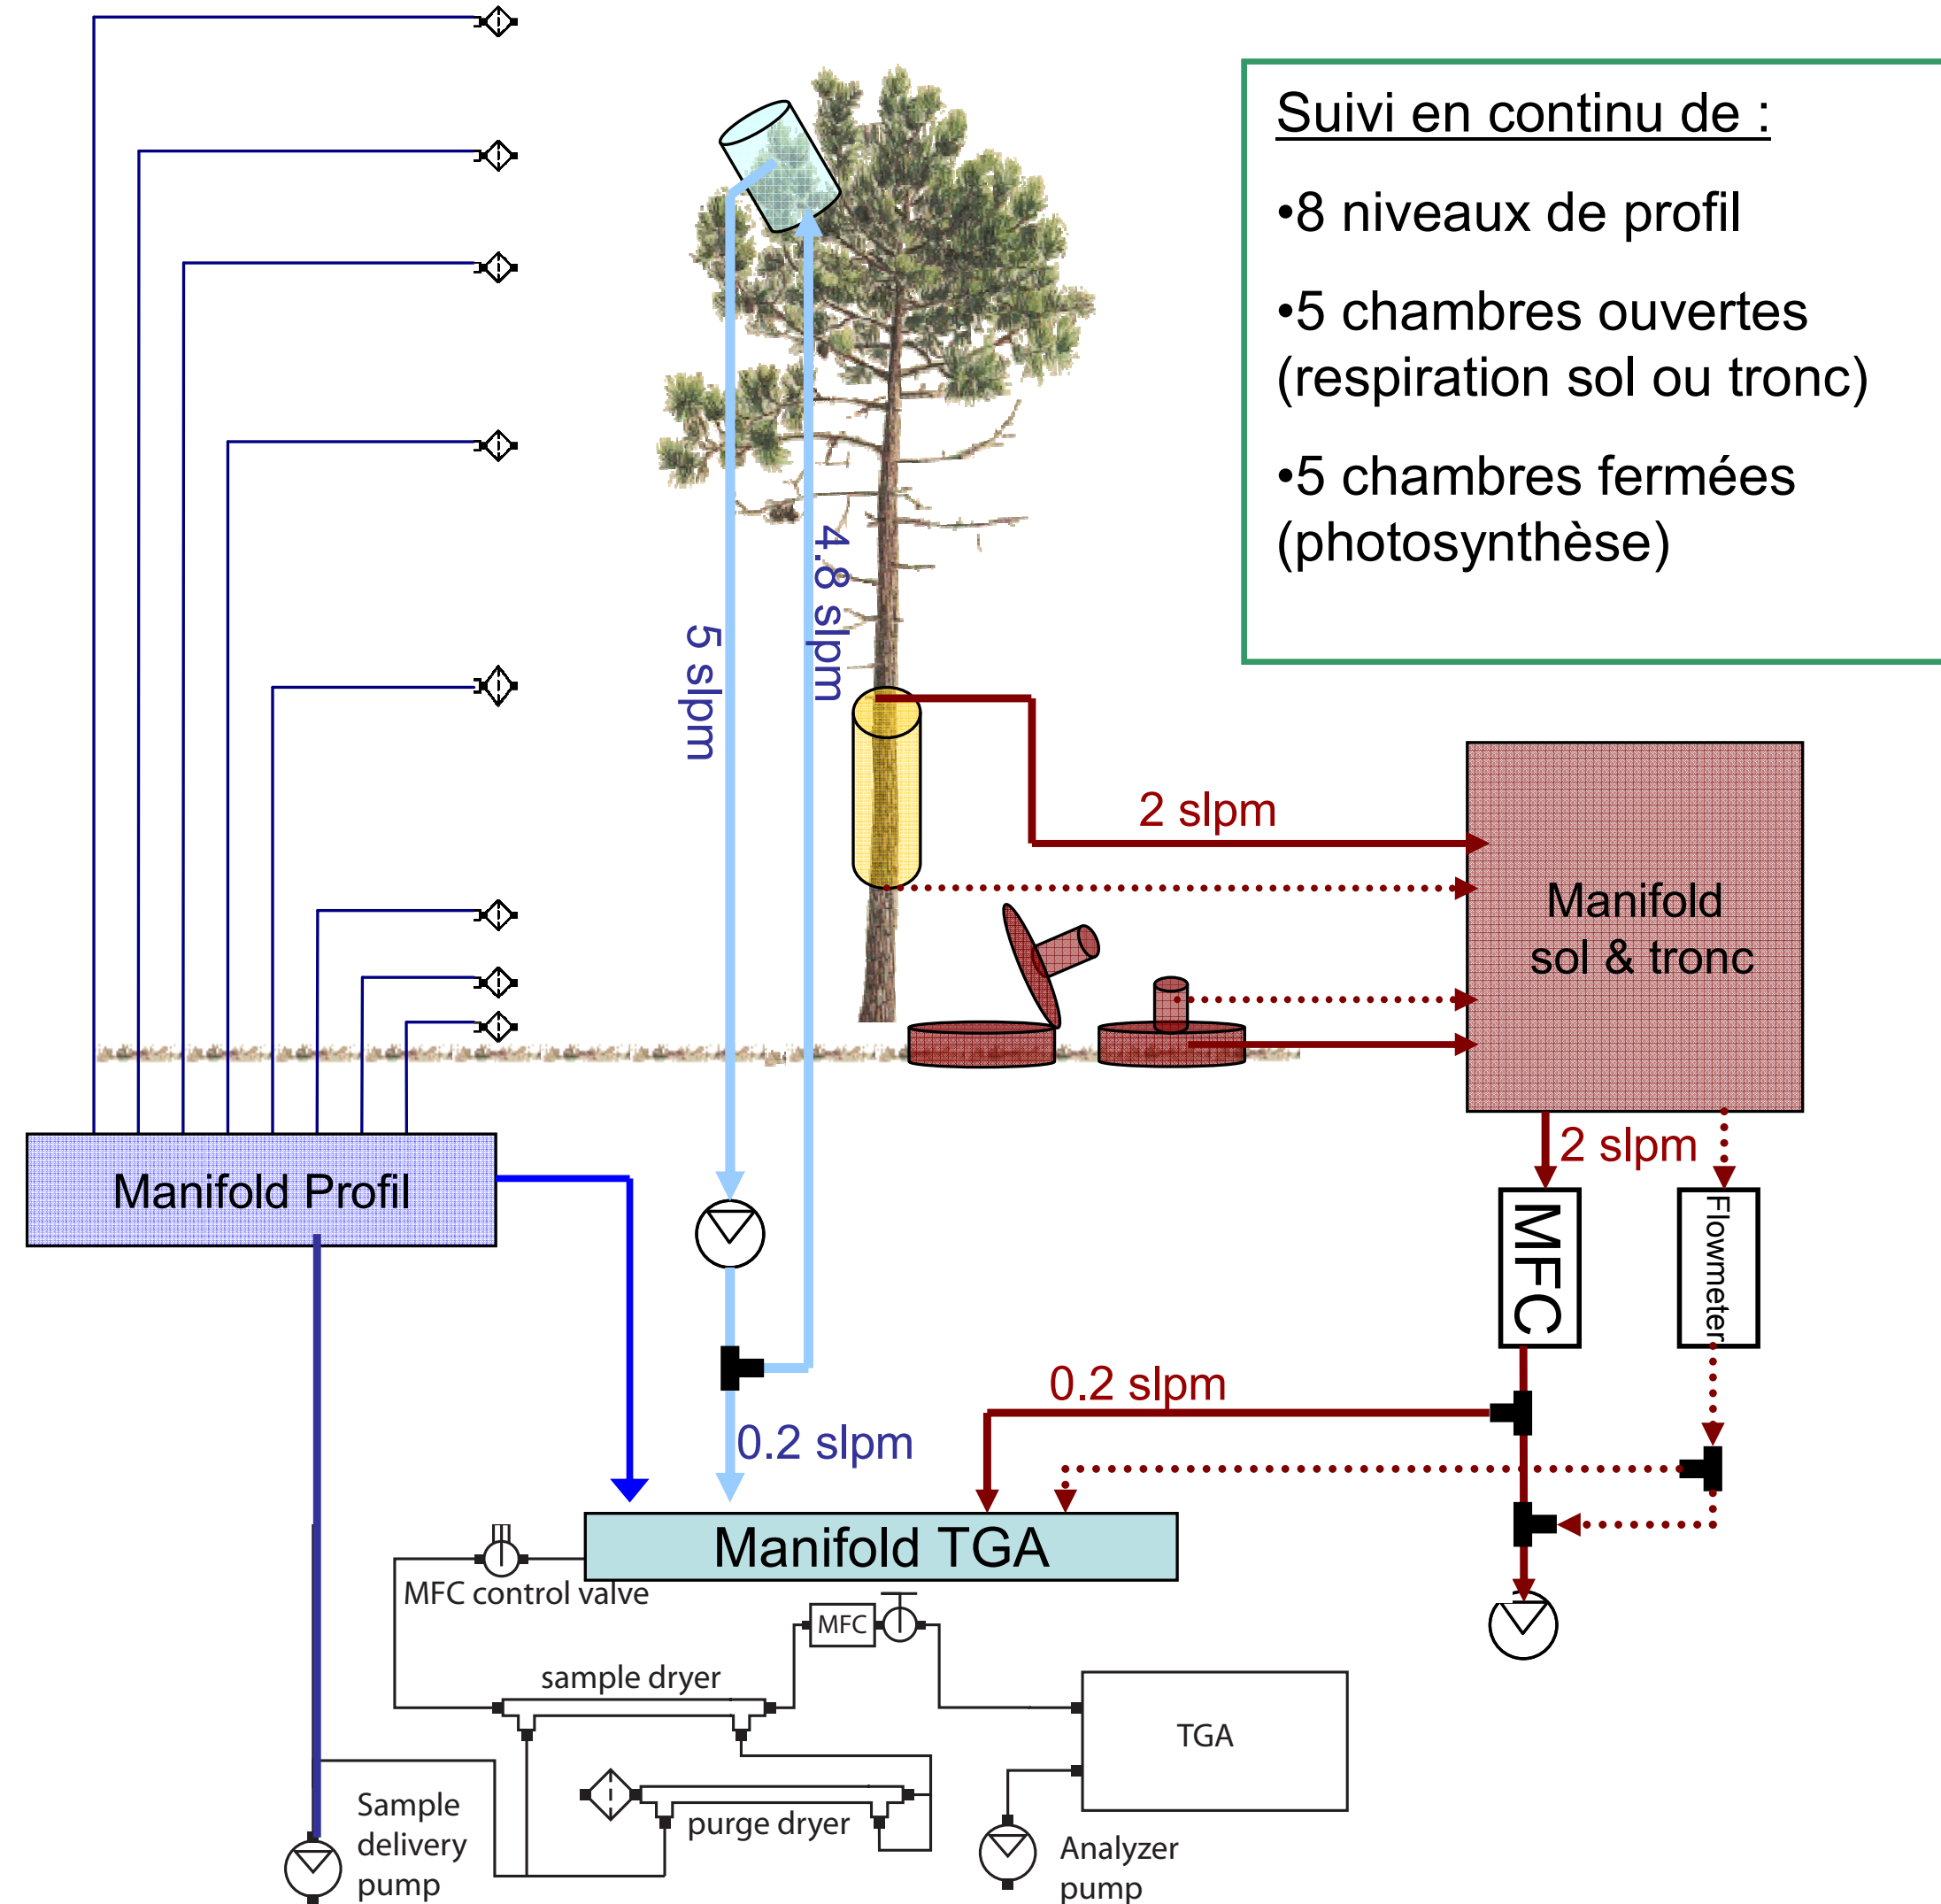 Suivi en continu de :
•8 niveaux de profil
•5 chambres ouvertes
(respiration sol ou tronc)
•5 chambres fermées
(photosynthèse)
4.8 slpm
5 slpm
2 slpm
Manifold
sol & tronc
2 slpm
Manifold Profil
MFC
Flowmeter
0.2 slpm
0.2 slpm
Manifold TGA
MFC control valve
MFC
sample dryer
TGA
Sample
delivery
pump
purge dryer
Analyzer
pump